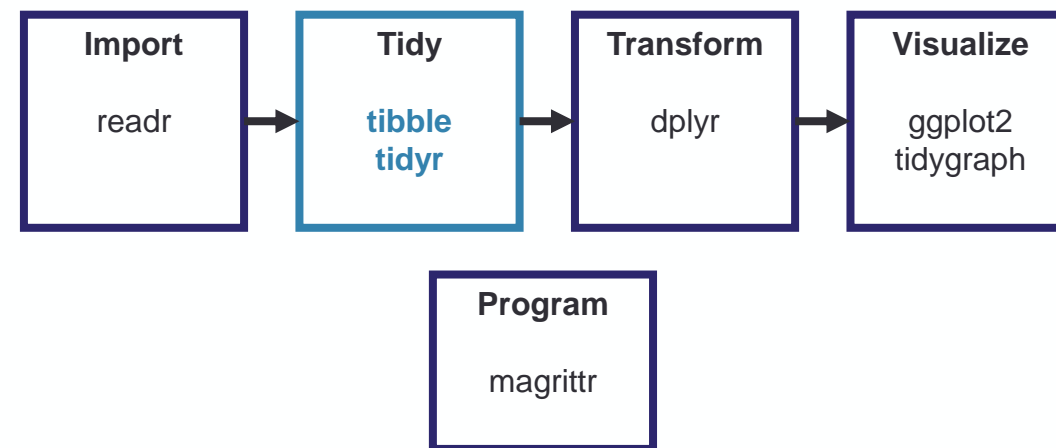 Import
readr
Tidy
tibble
tidyr
Transform
dplyr
Visualize
ggplot2
tidygraph
Program
magrittr